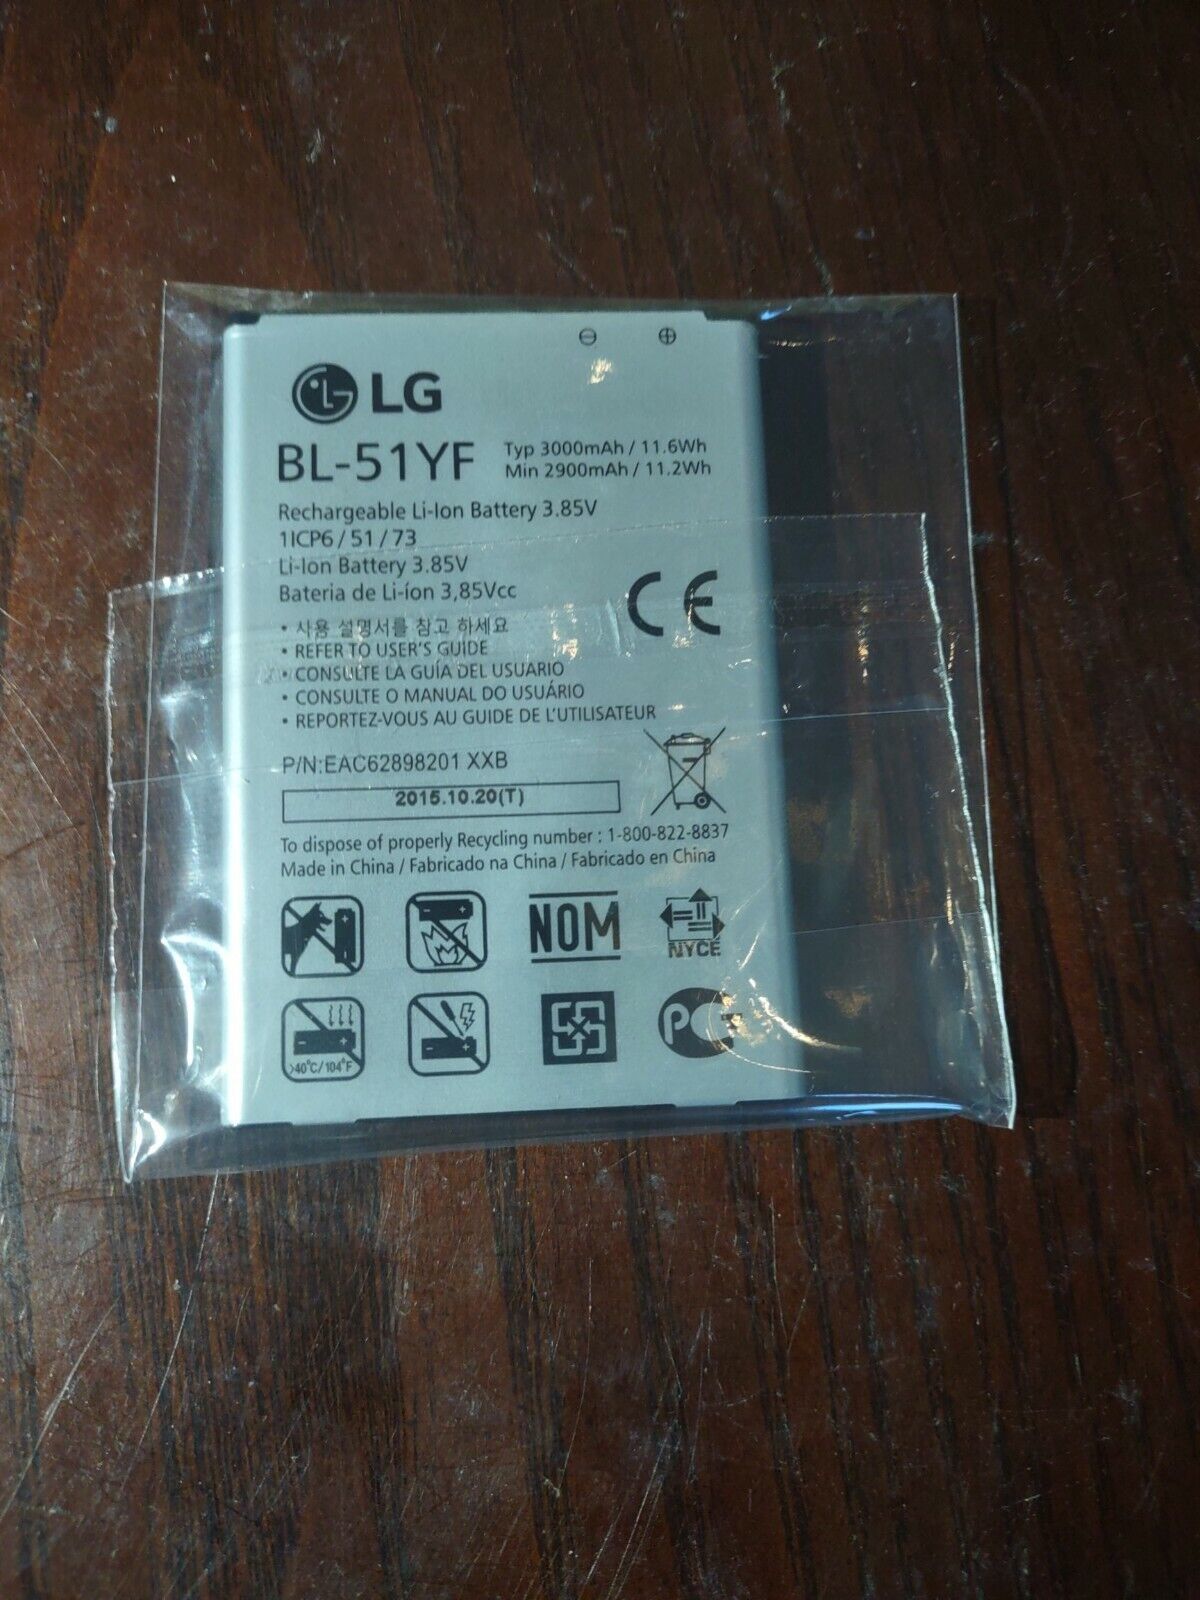 LG
BL-51YF
Typ 3000mAh / 11.6Wh
Min 2900mAh / 11.2Wh
Rechargeable Li-Ion Battery 3.85V
1ICP6 / 51 / 73
Li-Ion Battery 3.85V
Bateria de Li-íon 3,85Vcc
CE
• 사용 설명서를 참고 하세요
• REFER TO USER'S GUIDE
• CONSULTE LA GUÍA DEL USUARIO
• CONSULTE O MANUAL DO USUÁRIO
• REPORTEZ-VOUS AU GUIDE DE L'UTILISATEUR
P/N:EAC62898201 XXB
2015.10.20(T)
To dispose of properly Recycling number : 1-800-822-8837
Made in China / Fabricado na China / Fabricado en China
NOM
NYCE
>40°C/104°F